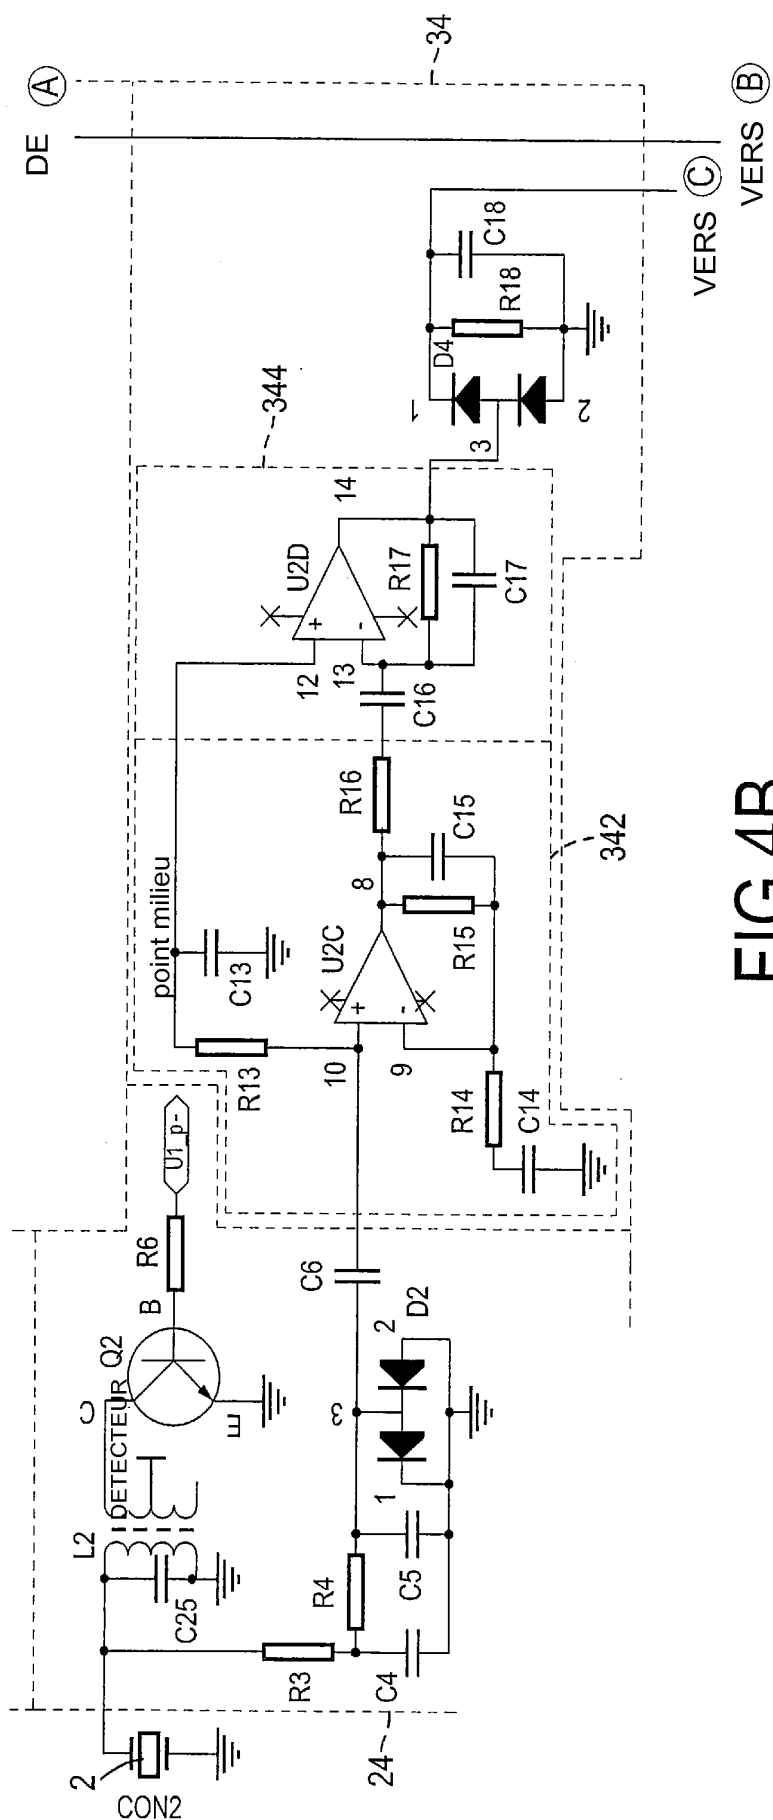 DE A
34
VERS B
VERS C
C18
R18
D4
1
2
3
344
14
U2D
R17
C17
12
13
C16
R16
C15
342
8
point milieu
U2C
R15
C13
R13
10
9
R14
C14
+
-
+
-
U1_p-
R6
B
Q2
C
E
DETECTEUR
L2
C25
C6
2
D2
3
1
R4
C5
R3
C4
24
2
CON2
FIG.4B